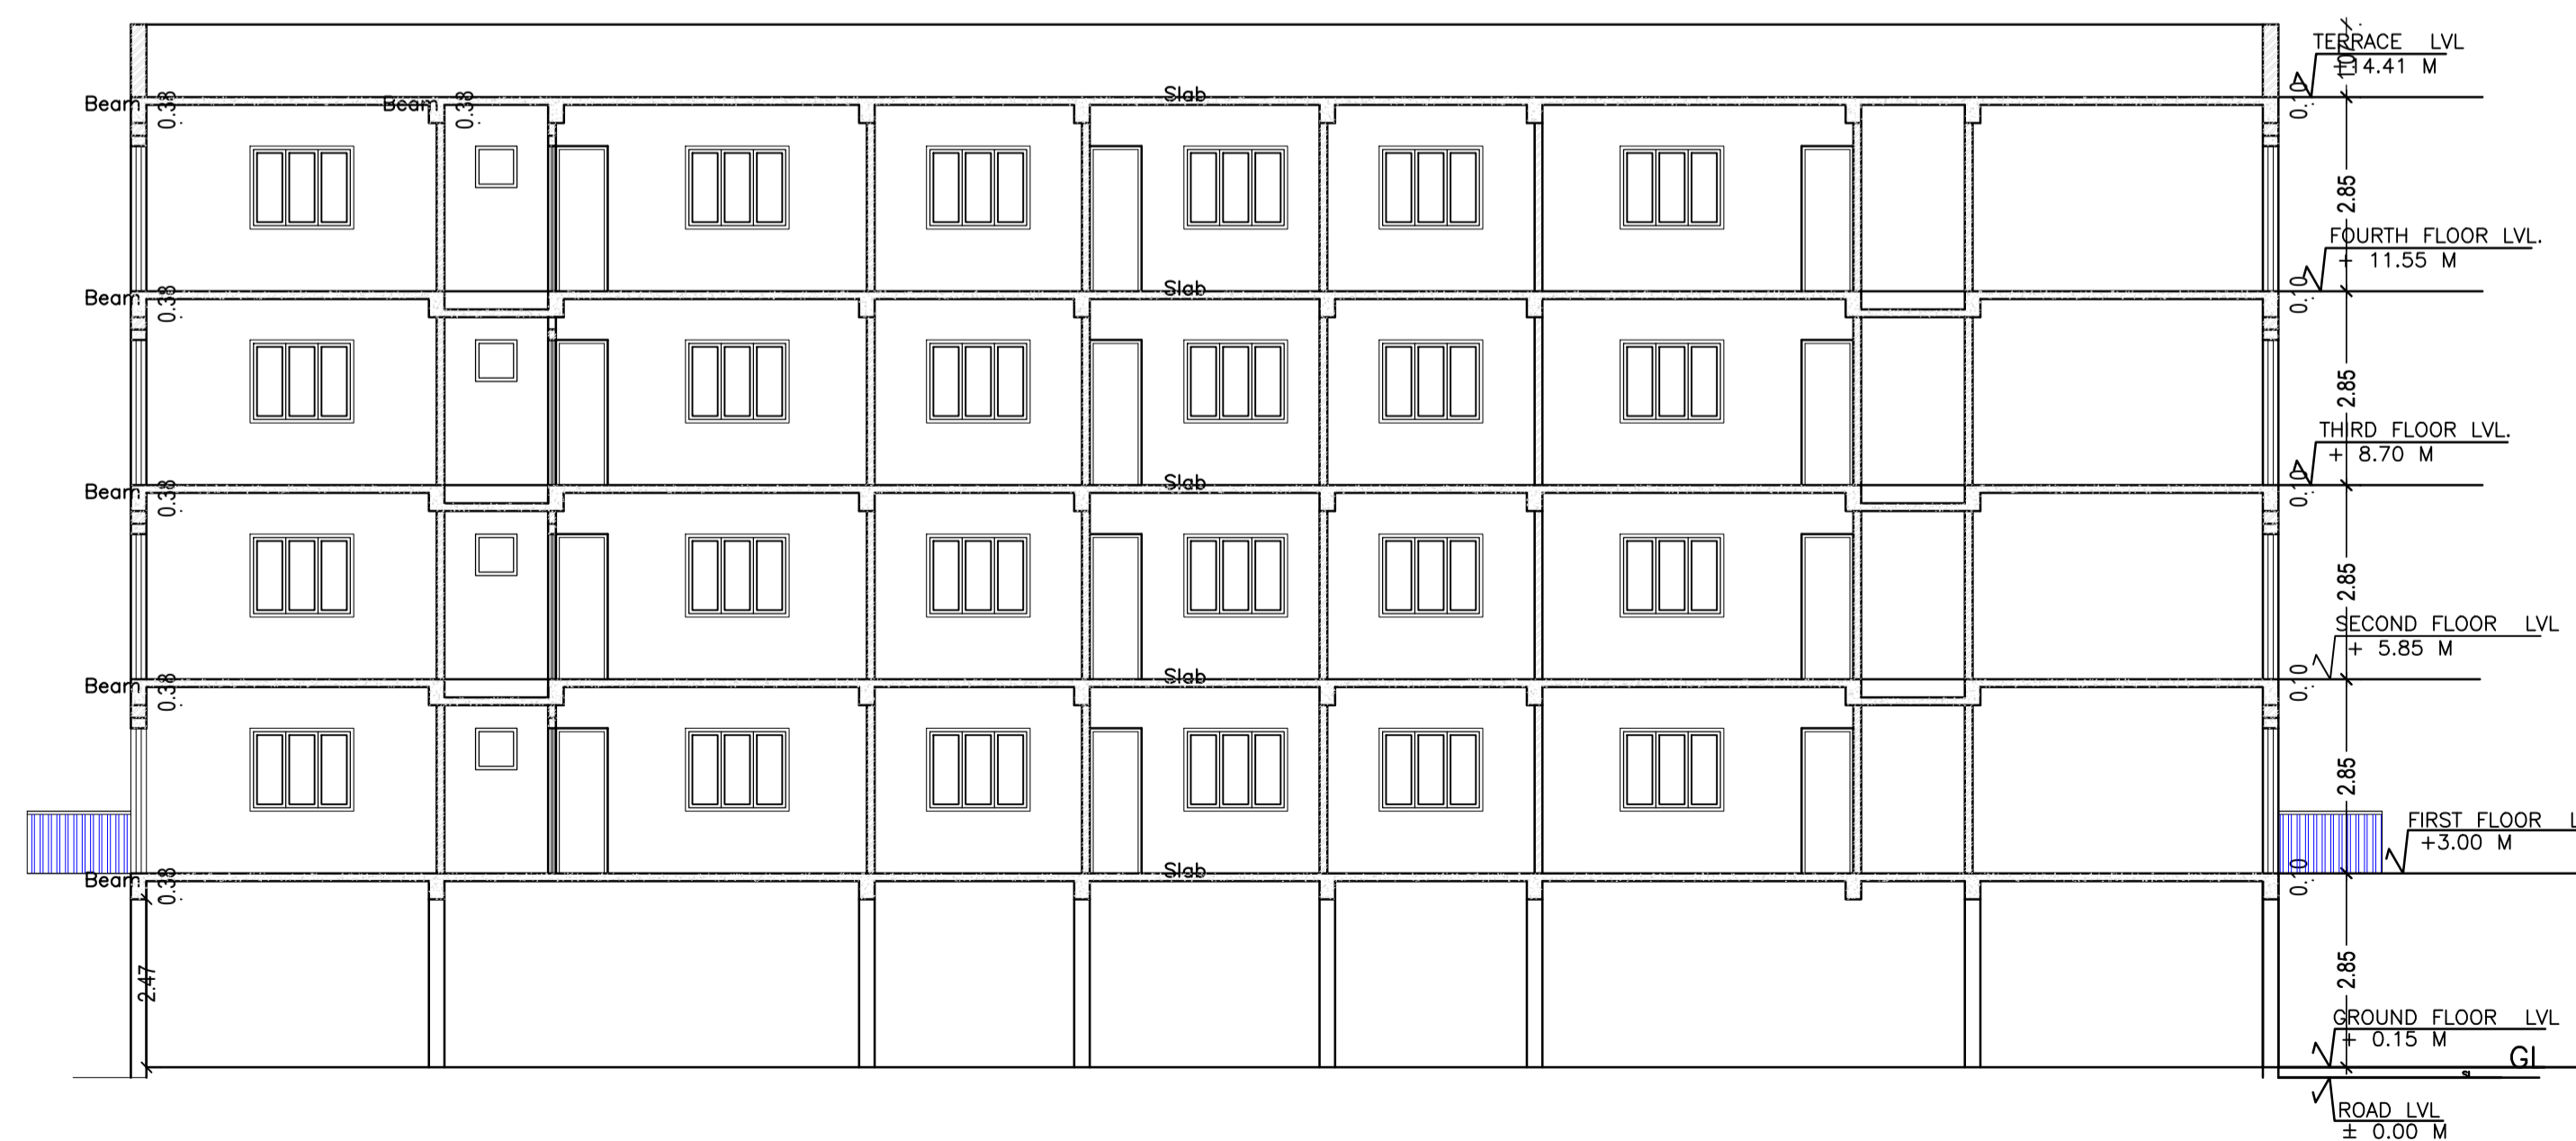 TERRACE LVL
+14.41 M
Beam
0.38
Beam
0.38
Slab
0.10
2.85
FOURTH FLOOR LVL.
+ 11.55 M
Beam
0.38
Slab
0.10
2.85
THIRD FLOOR LVL.
+ 8.70 M
Beam
0.38
Slab
0.10
2.85
SECOND FLOOR LVL
+ 5.85 M
Beam
0.38
Slab
0.10
2.85
FIRST FLOOR L
+3.00 M
Beam
0.38
Slab
0.10
2.47
2.85
GROUND FLOOR LVL
+ 0.15 M
GL
ROAD LVL
± 0.00 M